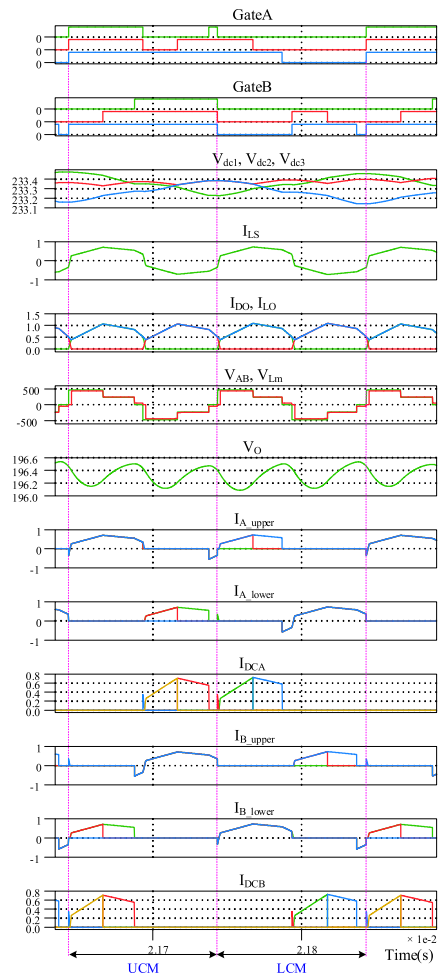 GateA
0
0
0
GateB
0
0
0
Vdc1, Vdc2, Vdc3
233.4
233.3
233.2
233.1
ILS
1
0
-1
IDO, ILO
1.5
1.0
0.5
0.0
VAB, VLm
500
0
-500
VO
196.6
196.4
196.2
196.0
IA_upper
1
0
-1
IA_lower
1
0
-1
IDCA
0.8
0.6
0.4
0.2
0.0
IB_upper
1
0
-1
IB_lower
1
0
-1
IDCB
0.8
0.6
0.4
0.2
0.0
× 1e-2
2.17 2.18 Time(s)
UCM LCM